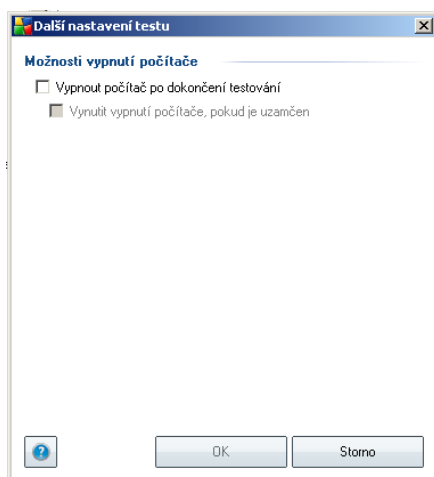 Další nastavení testu
Možnosti vypnutí počítače
Vypnout počítač po dokončení testování
Vynutit vypnutí počítače, pokud je uzamčen
OK
Storno